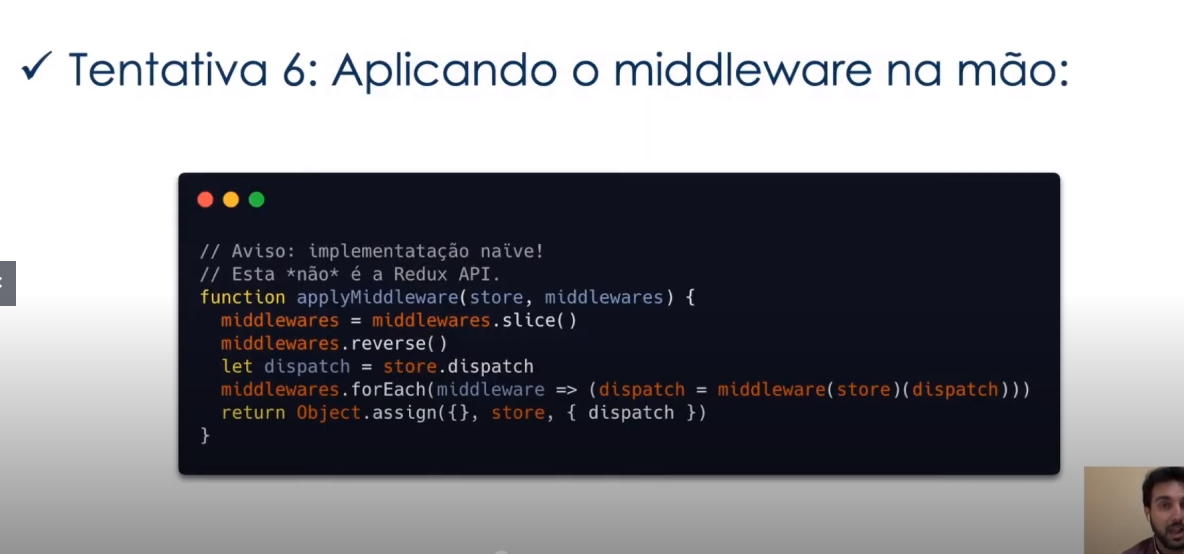 ✓ Tentativa 6: Aplicando o middleware na mão:
// Aviso: implementatação naïve!
// Esta *não* é a Redux API.
function applyMiddleware(store, middlewares) {
  middlewares = middlewares.slice()
  middlewares.reverse()
  let dispatch = store.dispatch
  middlewares.forEach(middleware => (dispatch = middleware(store)(dispatch)))
  return Object.assign({}, store, { dispatch })
}